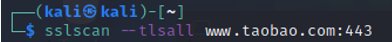 ┌──(kali㉿kali)-[~]
└─$ sslscan --tlsall www.taobao.com:443